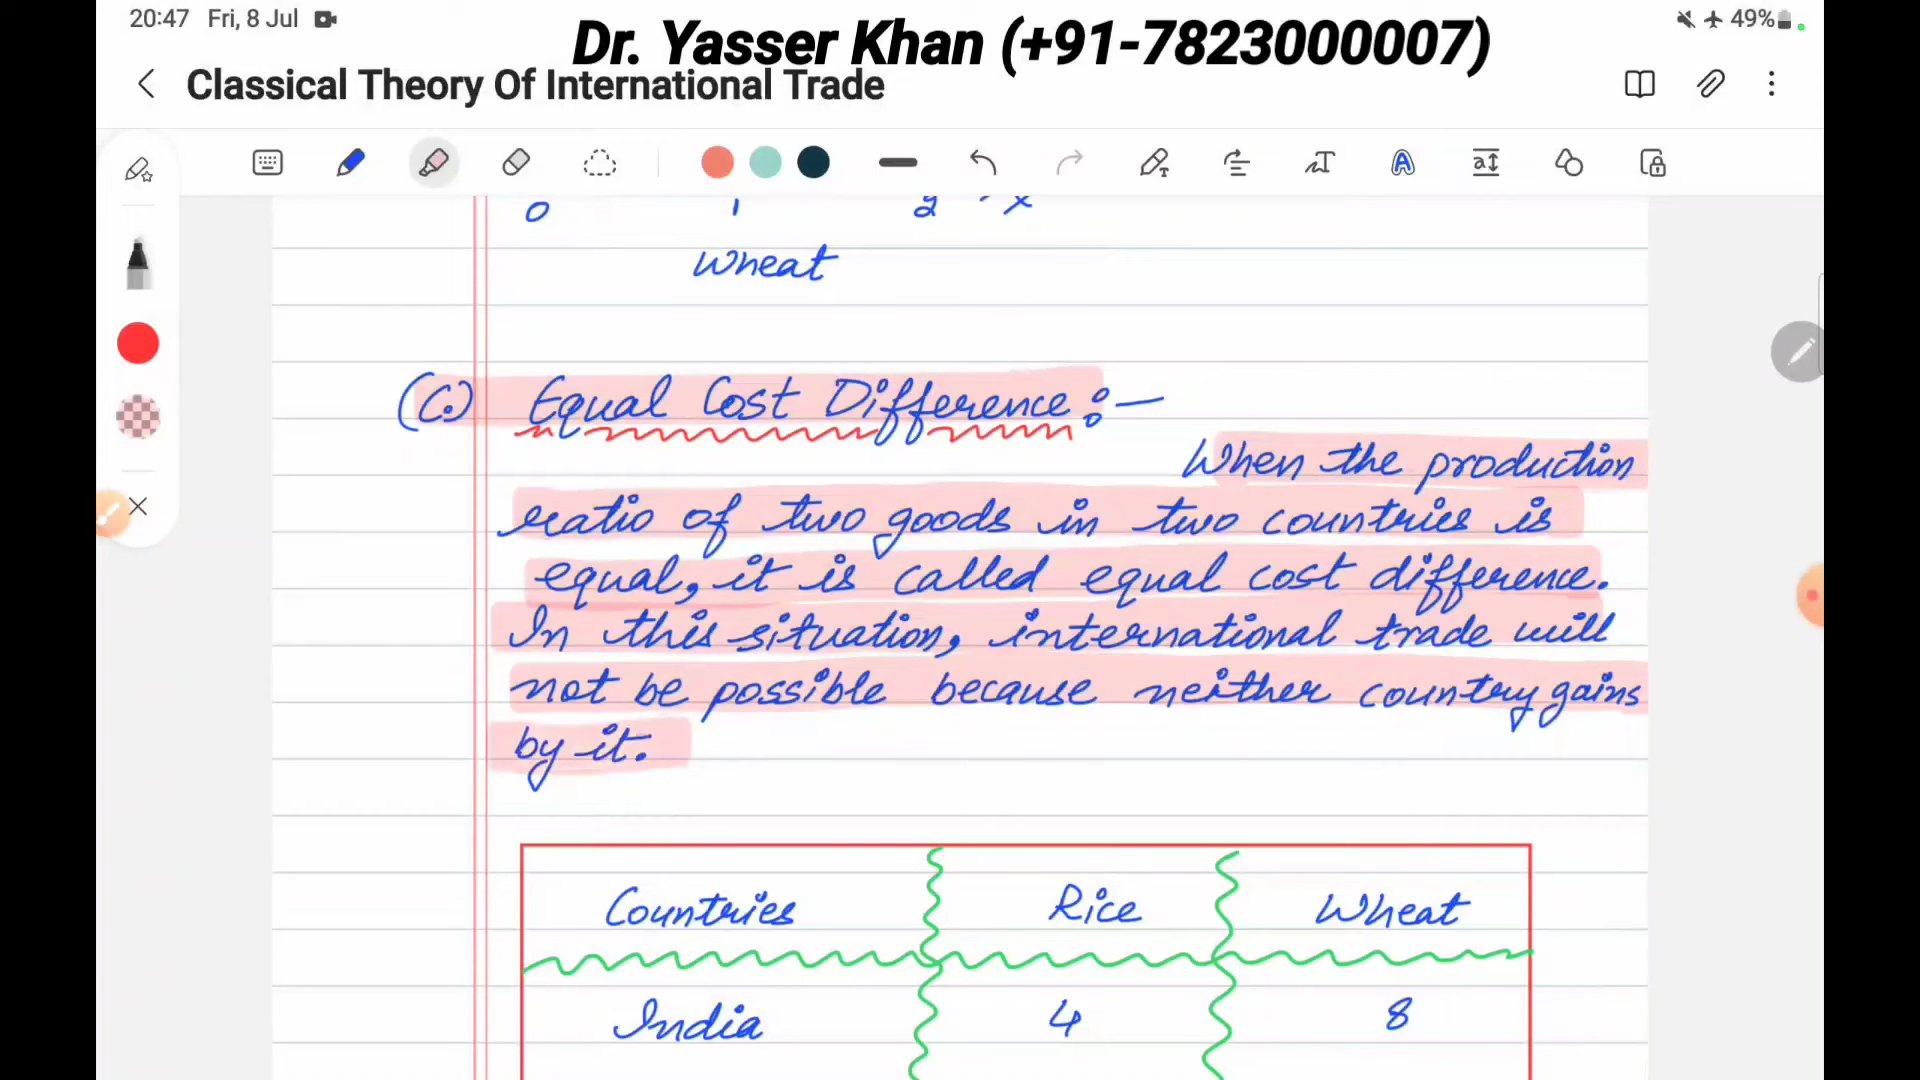 20:47 Fri, 8 Jul
49%
Dr. Yasser Khan (+91-7823000007)
Classical Theory Of International Trade
0 1 2 x
Wheat
(C.) Equal Cost Difference :-
When the production
ratio of two goods in two countries is
equal, it is called equal cost difference.
In this situation, international trade will
not be possible because neither country gains
by it.
Countries Rice Wheat
India 4 8